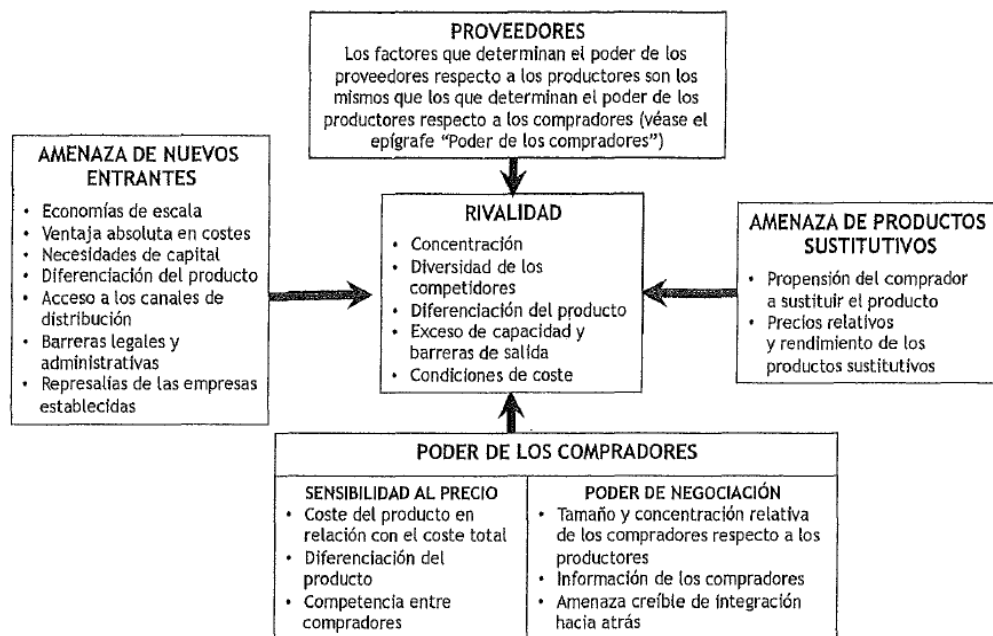 PROVEEDORES
Los factores que determinan el poder de los
proveedores respecto a los productores son los
mismos que los que determinan el poder de los
productores respecto a los compradores (véase el
epígrafe “Poder de los compradores”)
AMENAZA DE NUEVOS
ENTRANTES
• Economías de escala
• Ventaja absoluta en costes
• Necesidades de capital
• Diferenciación del producto
• Acceso a los canales de
distribución
• Barreras legales y
administrativas
• Represalias de las empresas
establecidas
RIVALIDAD
• Concentración
• Diversidad de los
competidores
• Diferenciación del producto
• Exceso de capacidad y
barreras de salida
• Condiciones de coste
AMENAZA DE PRODUCTOS
SUSTITUTIVOS
• Propensión del comprador
a sustituir el producto
• Precios relativos
y rendimiento de los
productos sustitutivos
PODER DE LOS COMPRADORES
SENSIBILIDAD AL PRECIO
• Coste del producto en
relación con el coste total
• Diferenciación del
producto
• Competencia entre
compradores
PODER DE NEGOCIACIÓN
• Tamaño y concentración relativa
de los compradores respecto a los
productores
• Información de los compradores
• Amenaza creíble de integración
hacia atrás